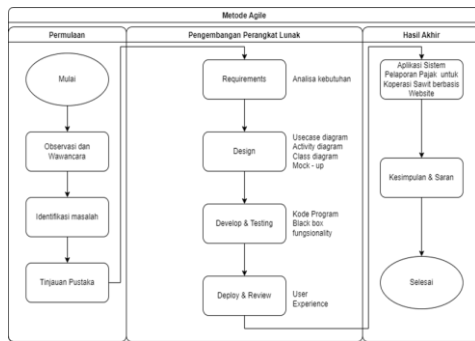 Metode Agile
Permulaan
Pengembangan Perangkat Lunak
Hasil Akhir
Mulai
Observasi dan
Wawancara
Identifikasi masalah
Tinjauan Pustaka
Requirements
Analisa kebutuhan
Design
Usecase diagram
Activity diagram
Class diagram
Mock - up
Develop & Testing
Kode Program
Black box
fungsionality
Deploy & Review
User
Experience
Aplikasi Sistem
Pelaporan Pajak untuk
Koperasi Sawit berbasis
Website
Kesimpulan & Saran
Selesai